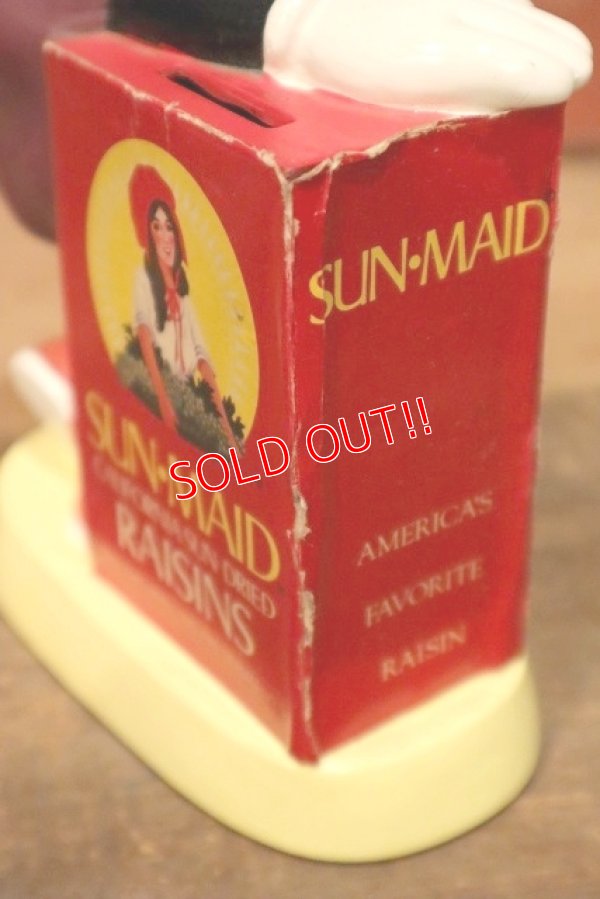 SUN•MAID
CALIFORNIA SUN-DRIED
RAISINS
SUN•MAID
AMERICA'S
FAVORITE
RAISIN
SOLD OUT!!